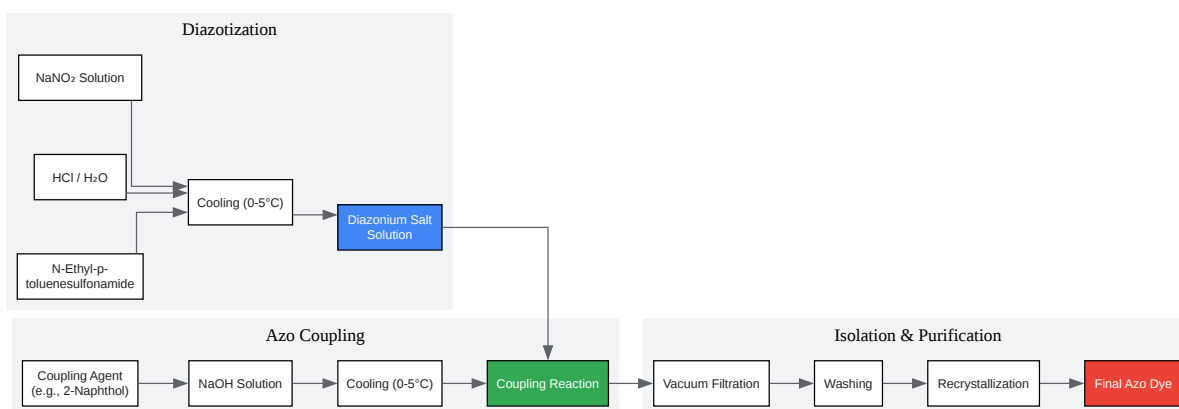 Diazotization
NaNO₂ Solution
HCl / H₂O
Cooling (0-5°C)
Diazonium Salt
Solution
N-Ethyl-p-
toluenesulfonamide
Azo Coupling
Coupling Agent
(e.g., 2-Naphthol)
NaOH Solution
Cooling (0-5°C)
Coupling Reaction
Isolation & Purification
Vacuum Filtration
Washing
Recrystallization
Final Azo Dye